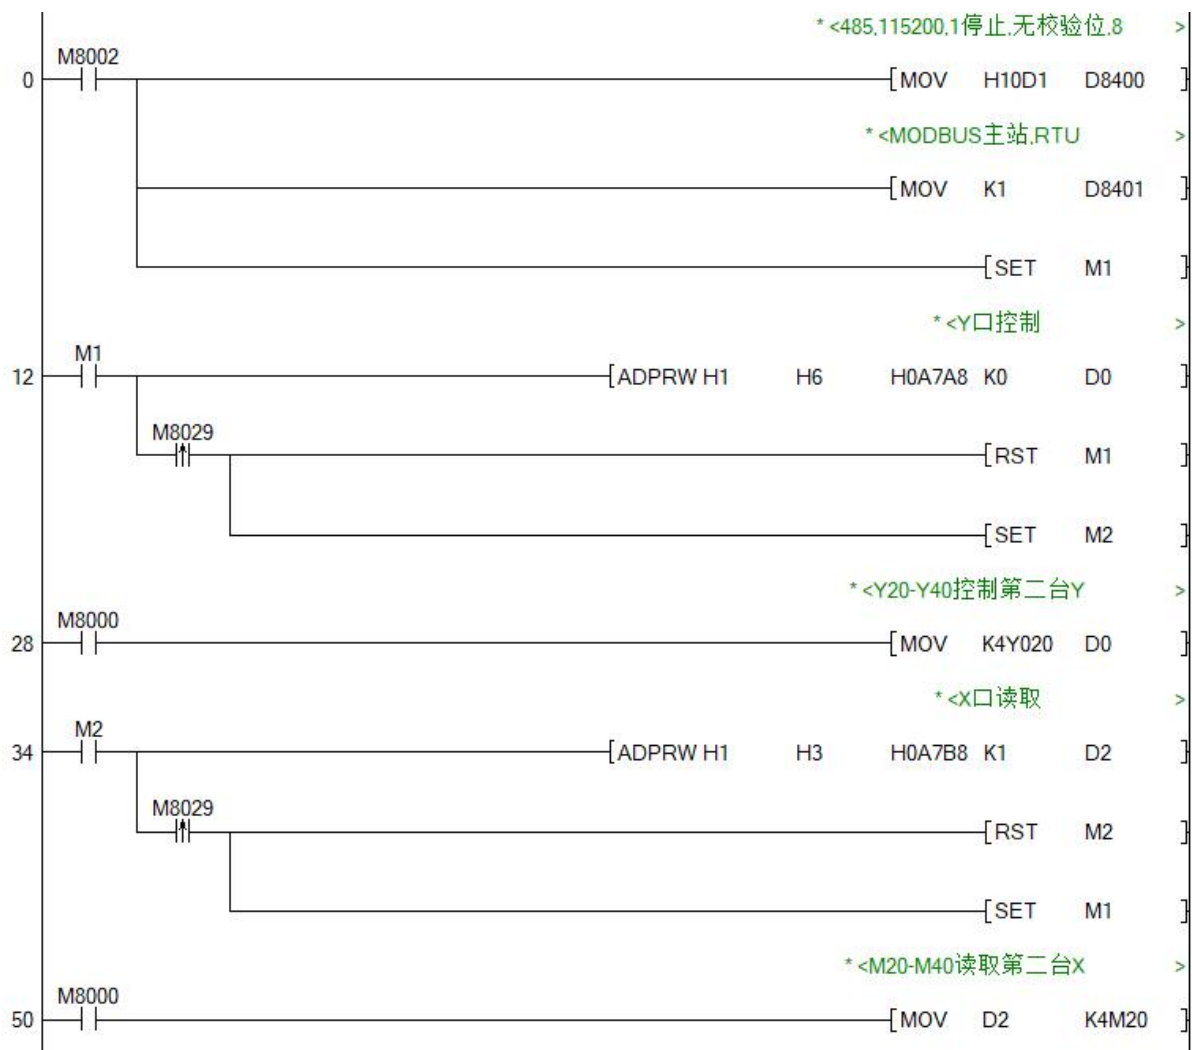 * <485,115200,1停止,无校验位,8 >
M8002
0 [MOV H10D1 D8400 ]
* <MODBUS主站,RTU >
[MOV K1 D8401 ]
[SET M1 ]
* <Y口控制 >
M1
12 [ADPRW H1 H6 H0A7A8 K0 D0 ]
M8029
[RST M1 ]
[SET M2 ]
* <Y20-Y40控制第二台Y >
M8000
28 [MOV K4Y020 D0 ]
* <X口读取 >
M2
34 [ADPRW H1 H3 H0A7B8 K1 D2 ]
M8029
[RST M2 ]
[SET M1 ]
* <M20-M40读取第二台X >
M8000
50 [MOV D2 K4M20 ]